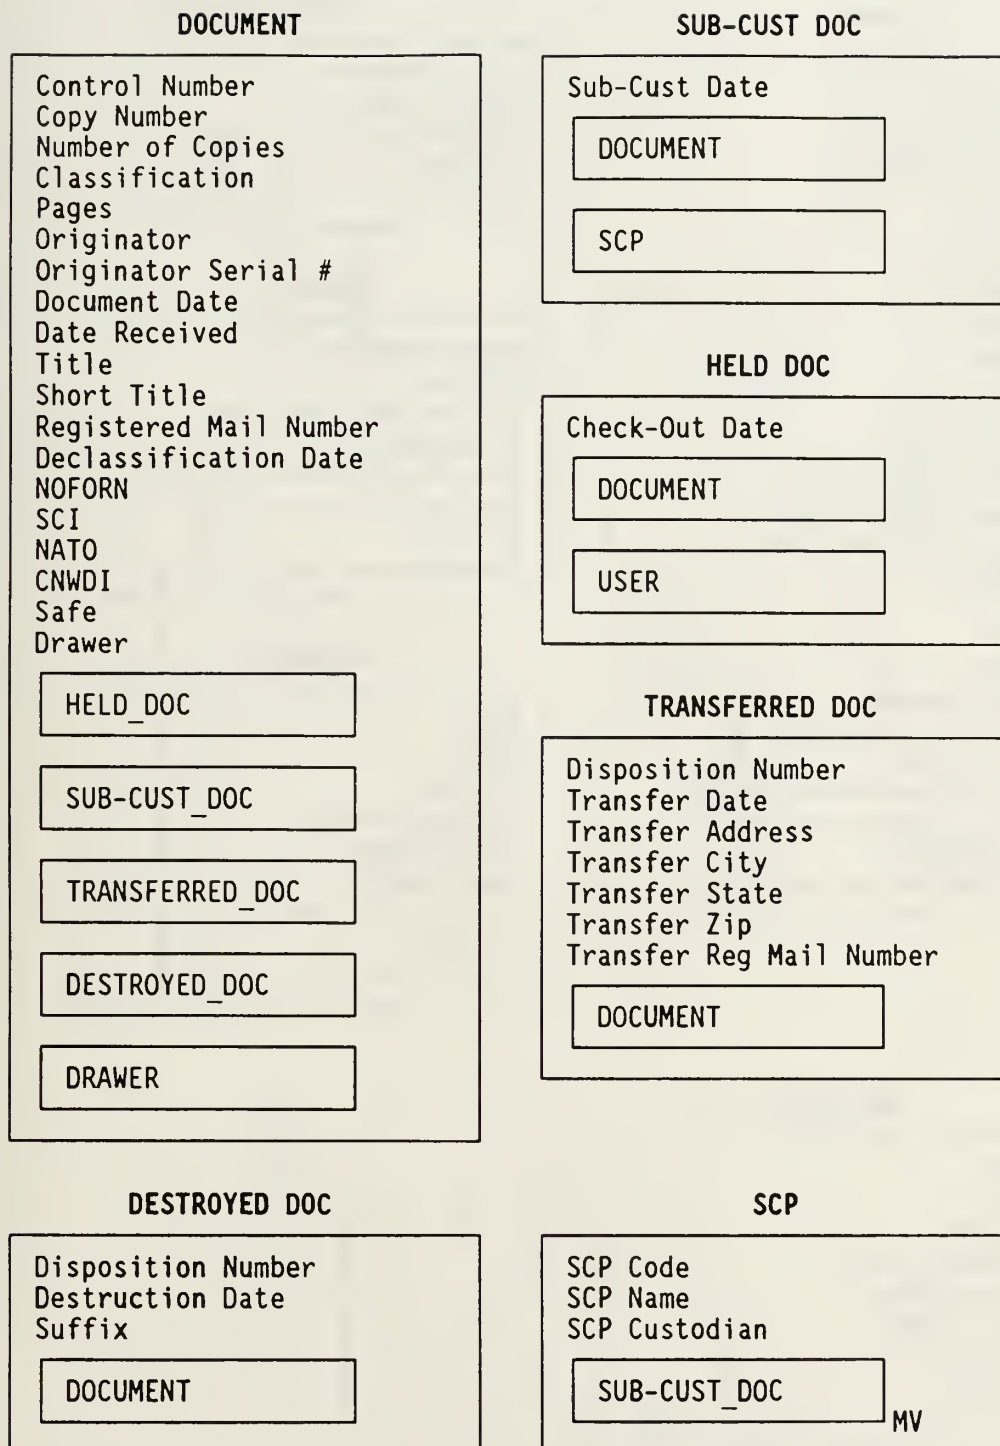 DOCUMENT
Control Number
Copy Number
Number of Copies
Classification
Pages
Originator
Originator Serial #
Document Date
Date Received
Title
Short Title
Registered Mail Number
Declassification Date
NOFORN
SCI
NATO
CNWDI
Safe
Drawer
HELD_DOC
SUB-CUST_DOC
TRANSFERRED_DOC
DESTROYED_DOC
DRAWER
SUB-CUST DOC
Sub-Cust Date
DOCUMENT
SCP
HELD DOC
Check-Out Date
DOCUMENT
USER
TRANSFERRED DOC
Disposition Number
Transfer Date
Transfer Address
Transfer City
Transfer State
Transfer Zip
Transfer Reg Mail Number
DOCUMENT
DESTROYED DOC
Disposition Number
Destruction Date
Suffix
DOCUMENT
SCP
SCP Code
SCP Name
SCP Custodian
SUB-CUST_DOC
MV